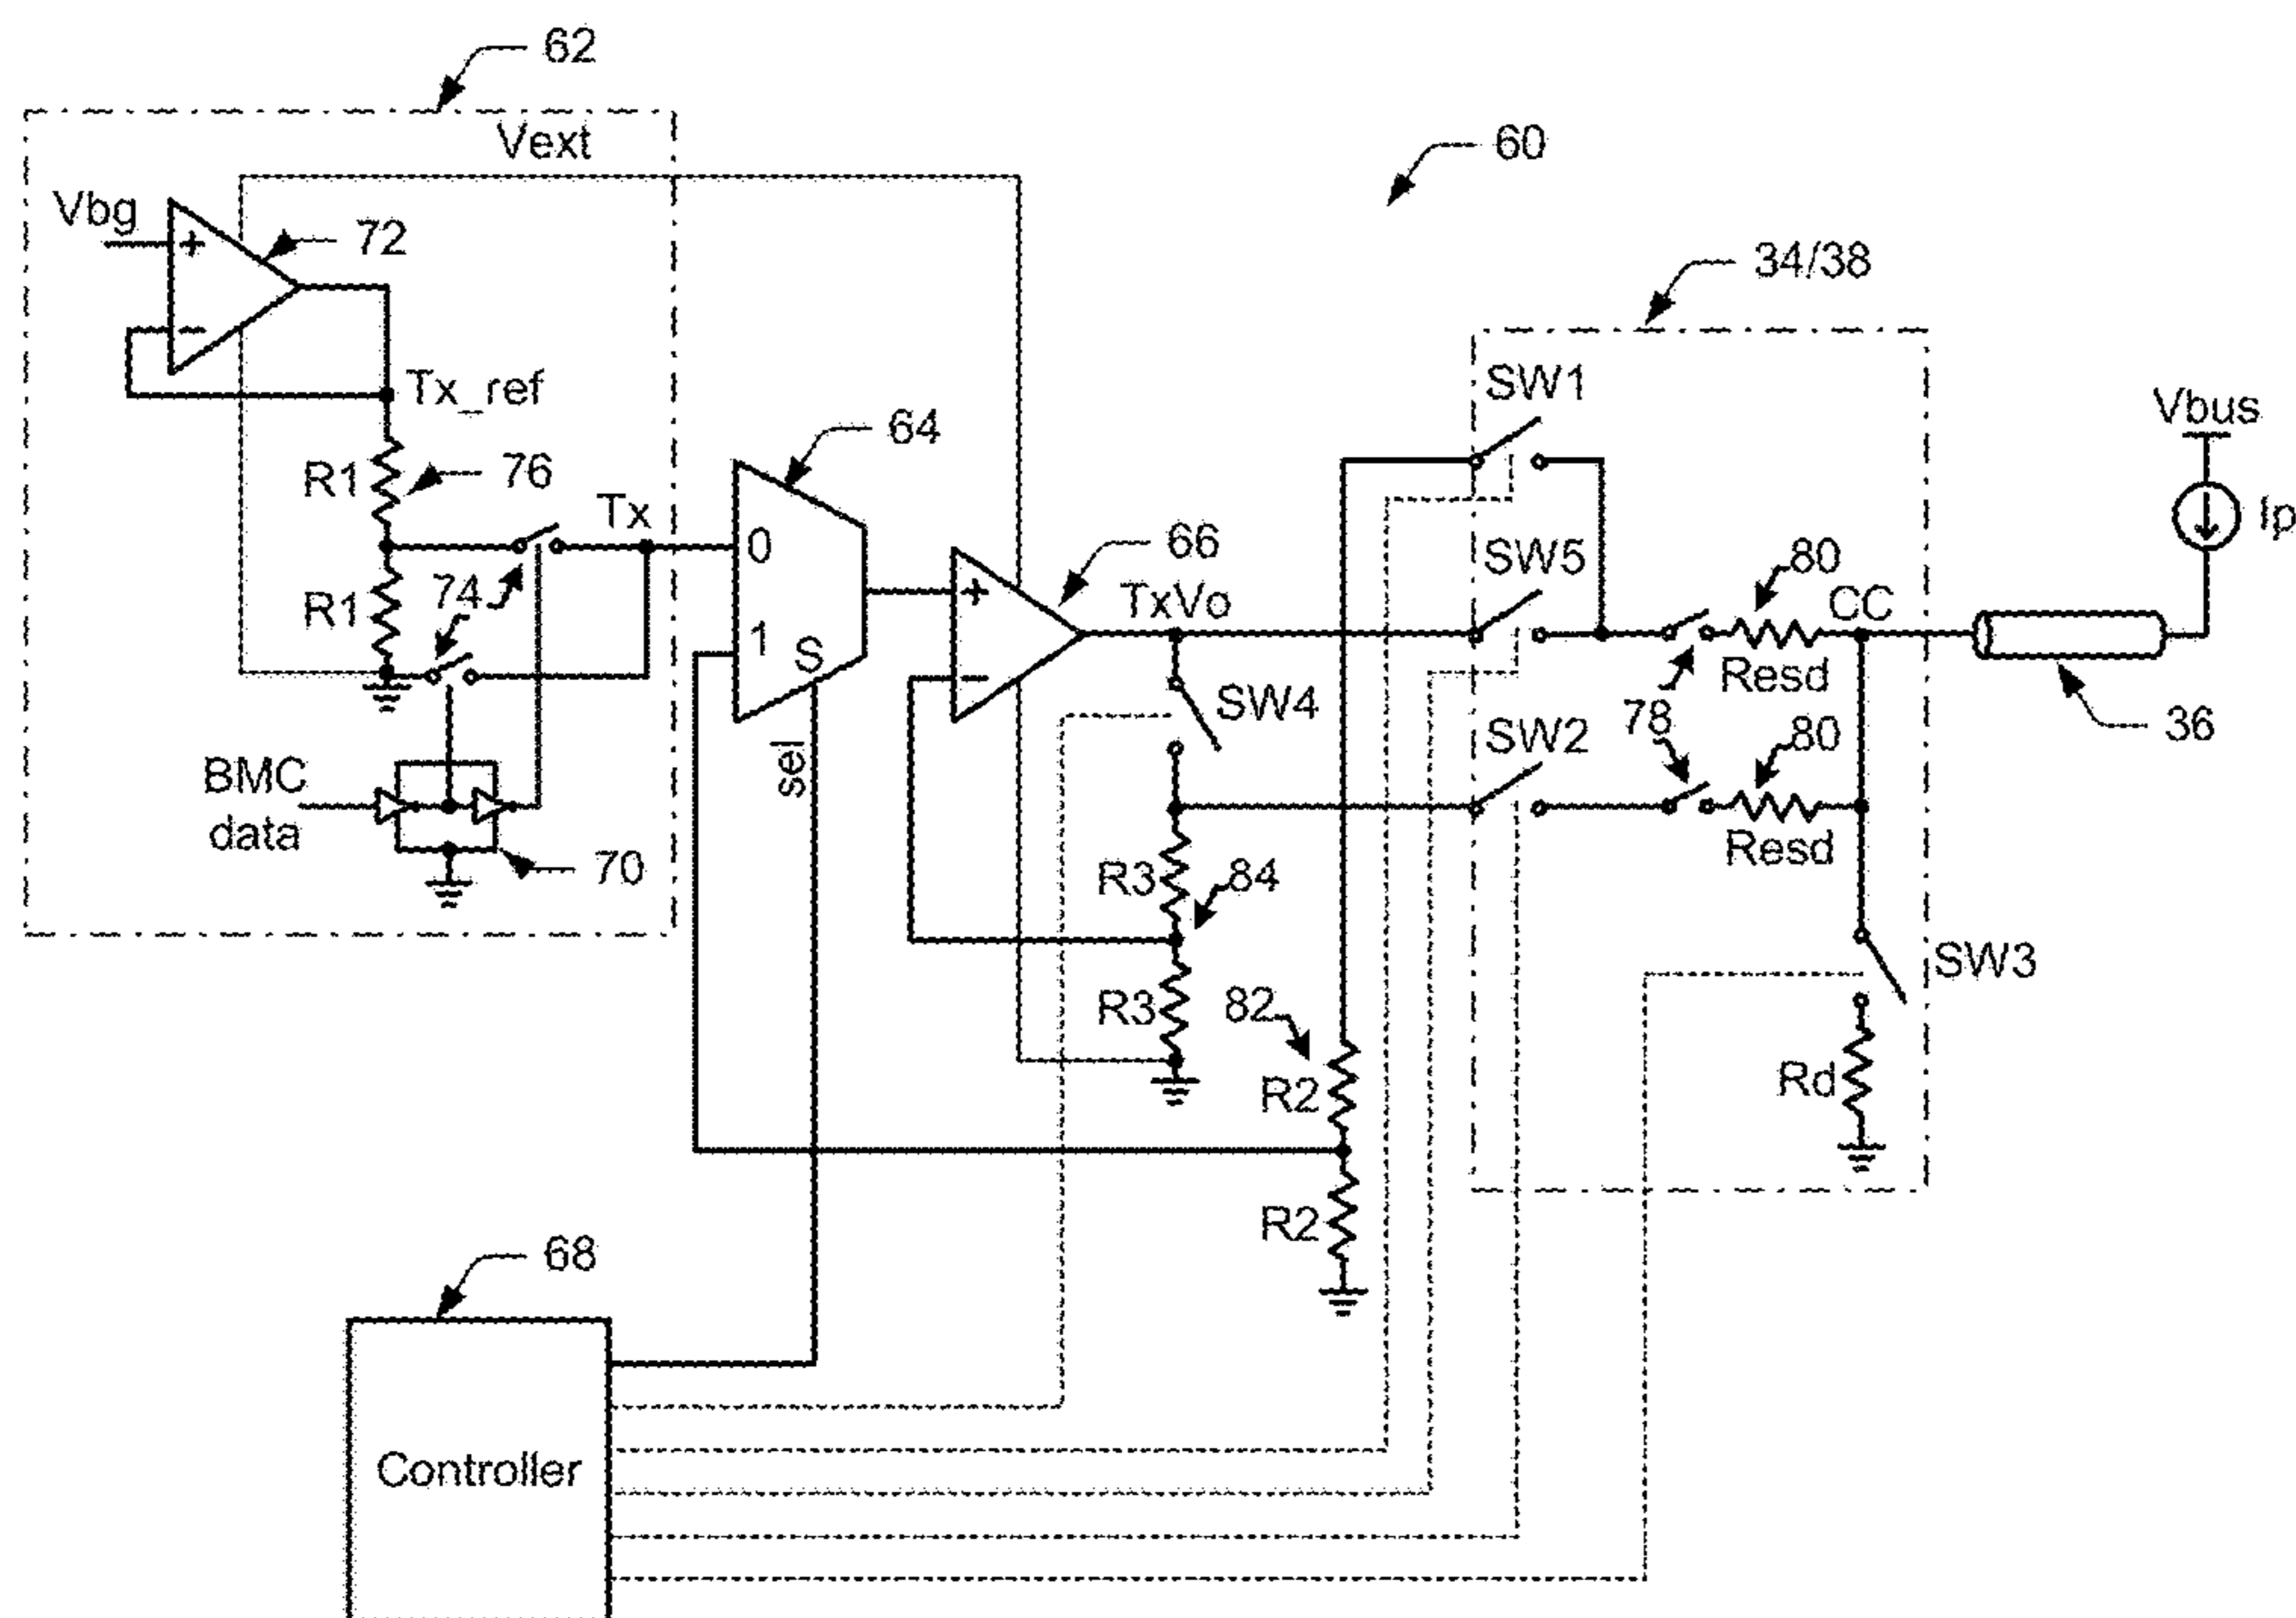 62
Vext
60
Vbg
+
72
−
34/38
Tx_ref
SW1
Vbus
64
R1
76
Ip
Tx
0
66
SW5
80
74
R1
+
TxVo
CC
1
S
−
Resd
SW4
78
36
sel
SW2
80
BMC
data
Resd
70
R3
84
SW3
R3
82
Rd
R2
R2
68
Controller